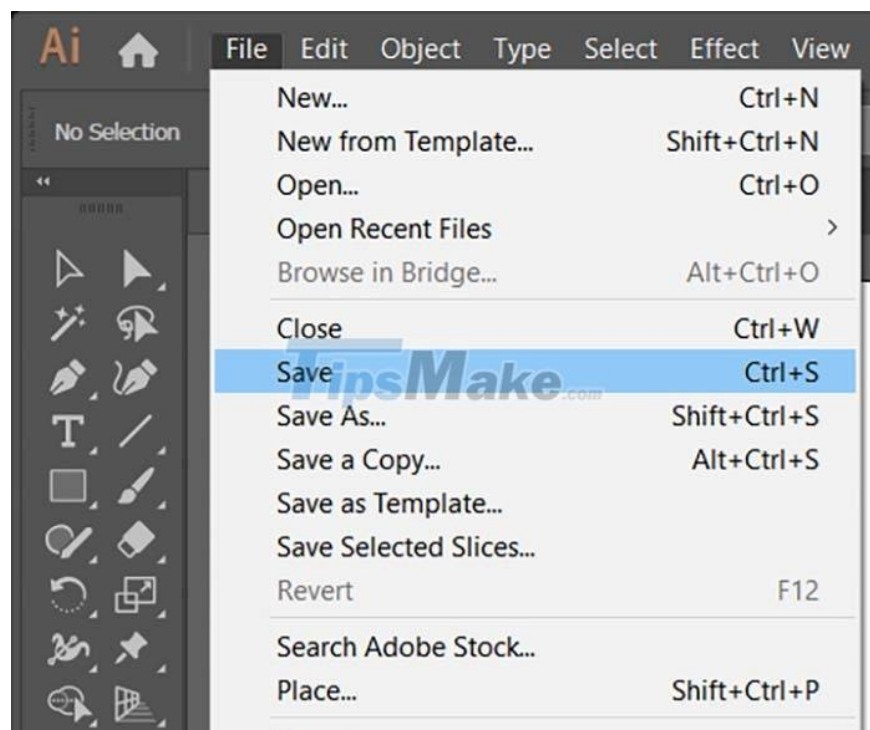 Ai File Edit Object Type Select Effect View
No Selection
New... Ctrl+N
New from Template... Shift+Ctrl+N
Open... Ctrl+O
Open Recent Files
Browse in Bridge... Alt+Ctrl+O
Close Ctrl+W
Save Ctrl+S
TipsMake.com
Save As... Shift+Ctrl+S
Save a Copy... Alt+Ctrl+S
Save as Template...
Save Selected Slices...
Revert F12
Search Adobe Stock...
Place... Shift+Ctrl+P